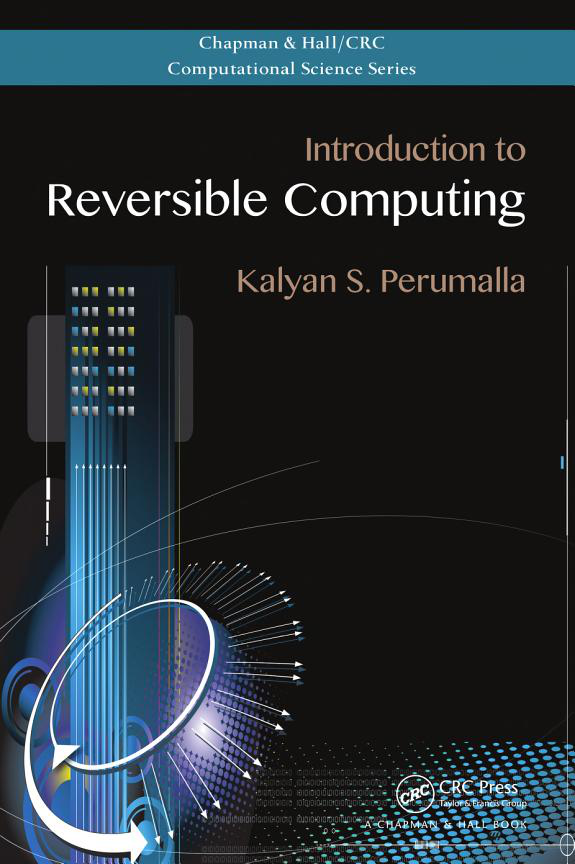 Chapman & Hall/CRC
Computational Science Series
Introduction to
Reversible Computing
Kalyan S. Perumalla
CRC
CRC Press
Taylor & Francis Group
A CHAPMAN & HALL BOOK